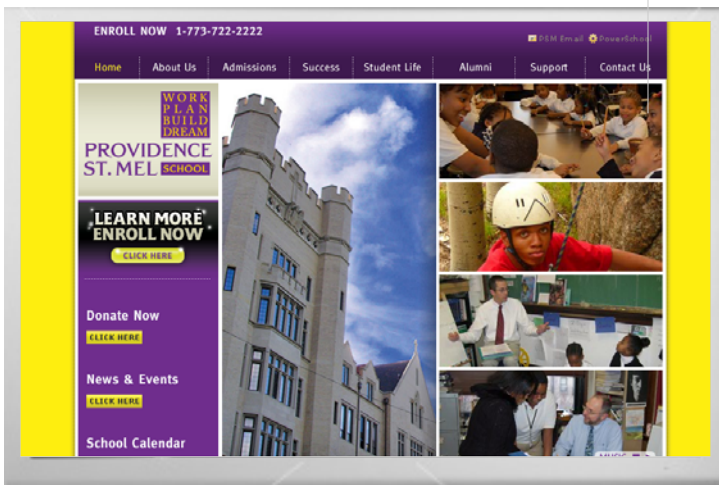 ENROLL NOW 1-773-722-2222
PSM Email PowerSchool
Home About Us Admissions Success Student Life Alumni Support Contact Us
WORK
PLAN
BUILD
DREAM
PROVIDENCE
ST. MEL SCHOOL
LEARN MORE
ENROLL NOW
CLICK HERE
Donate Now
CLICK HERE
News & Events
CLICK HERE
School Calendar
MUSIC